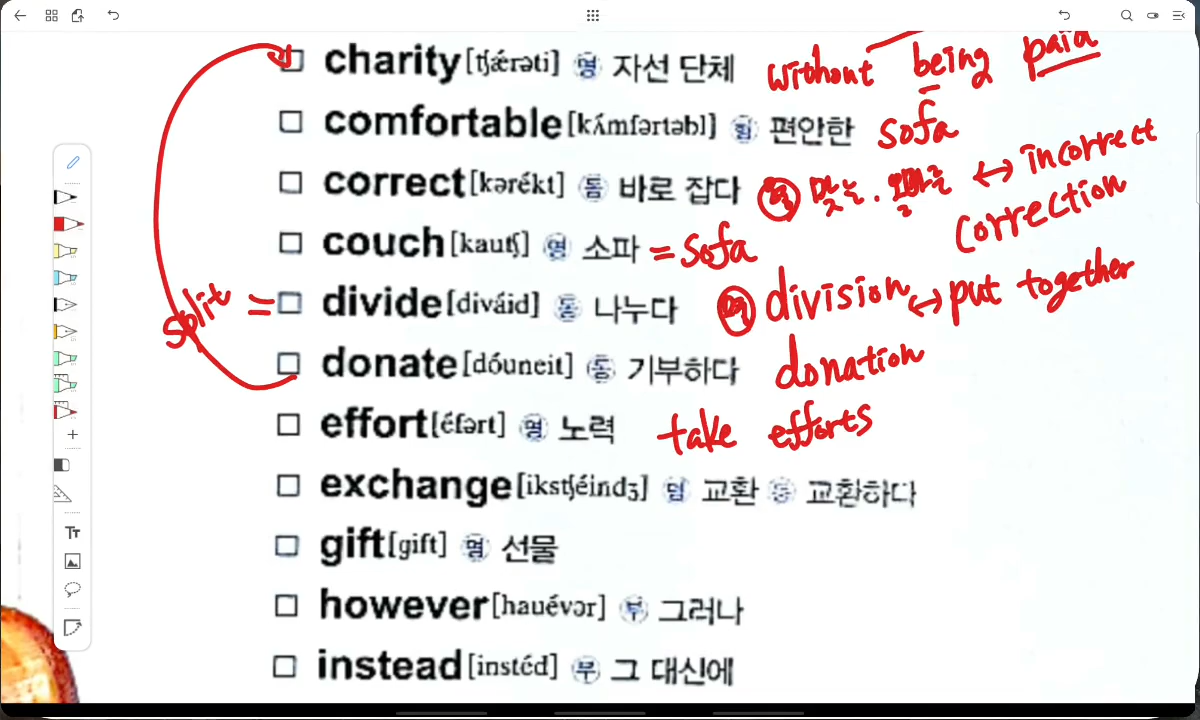 charity[tʃǽrəti] 명 자선 단체 without being paid
comfortable[kʌ́mfərtəbl] 형 편안한 sofa
correct[kərékt] 동 바로 잡다 형 맞는. ↔ incorrect
correction
couch[kautʃ] 명 소파 = sofa
split = divide[diváid] 동 나누다 명 division ↔ put together
donate[dóuneit] 동 기부하다 donation
effort[éfərt] 명 노력 take efforts
exchange[ikstʃéindʒ] 명 교환 동 교환하다
gift[gift] 명 선물
however[hauévər] 부 그러나
instead[instéd] 부 그 대신에
Tт